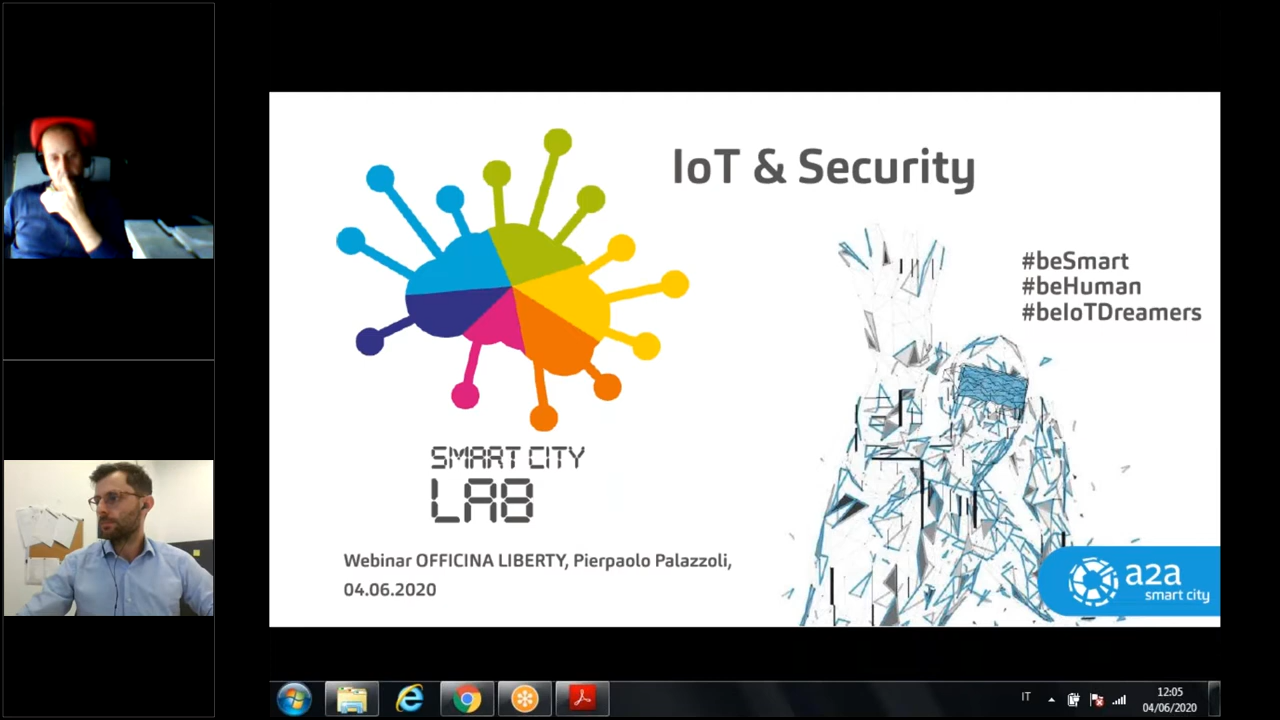 IoT & Security
#beSmart
#beHuman
#beIoTDreamers
SMART CITY
LAB
Webinar OFFICINA LIBERTY, Pierpaolo Palazzoli,
04.06.2020
a2a
smart city
IT
12:05
04/06/2020